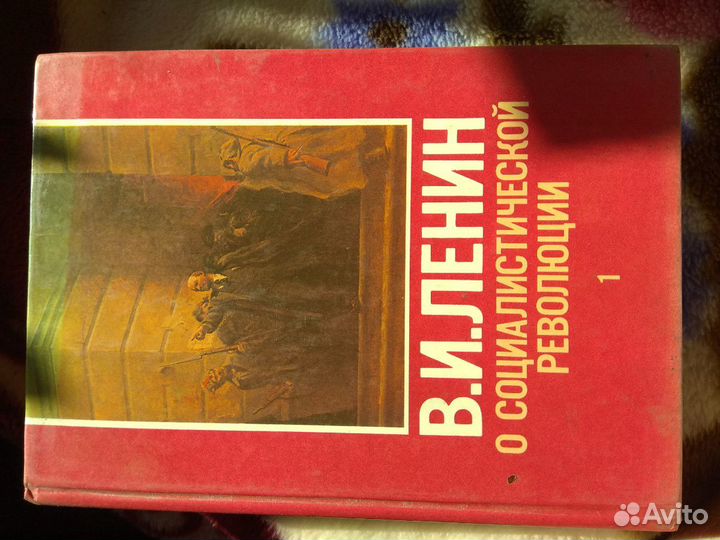 В.И.ЛЕНИН
О СОЦИАЛИСТИЧЕСКОЙ
РЕВОЛЮЦИИ
1
Avito